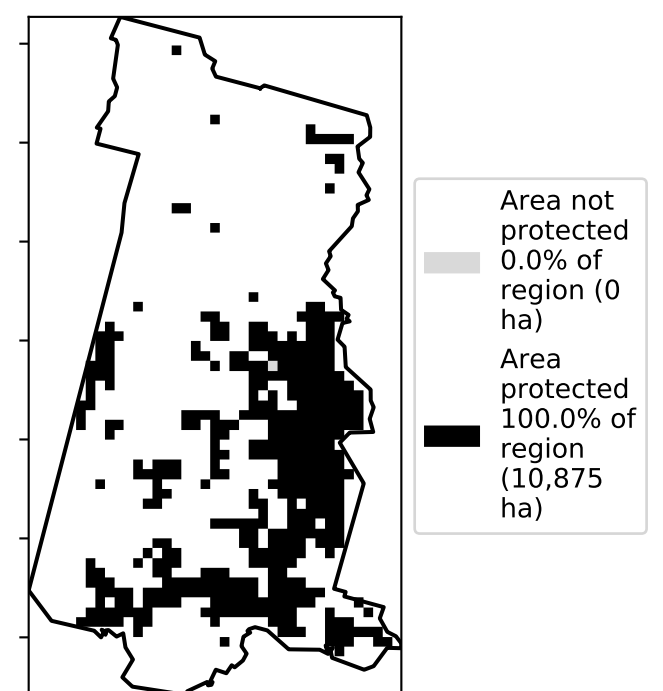 Area not
protected
0.0% of
region (0
ha)
Area
protected
100.0% of
region
(10,875
ha)